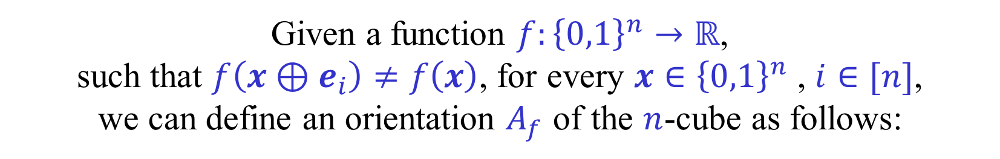 Given a function f: {0,1}ⁿ → ℝ,
such that f(x ⊕ eᵢ) ≠ f(x), for every x ∈ {0,1}ⁿ , i ∈ [n],
we can define an orientation A_f of the n-cube as follows: